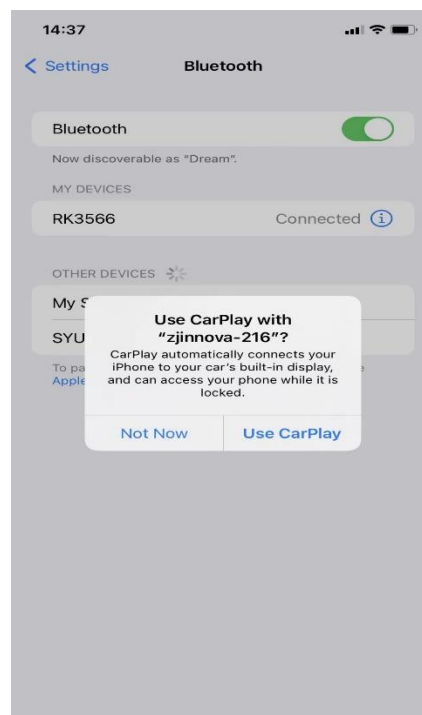 14:37
Settings
Bluetooth
Bluetooth
Now discoverable as "Dream".
MY DEVICES
RK3566
Connected
OTHER DEVICES
My
SYU
To pa
Apple
Use CarPlay with
“zjinnova-216”?
CarPlay automatically connects your
iPhone to your car’s built-in display,
and can access your phone while it is
locked.
Not Now
Use CarPlay